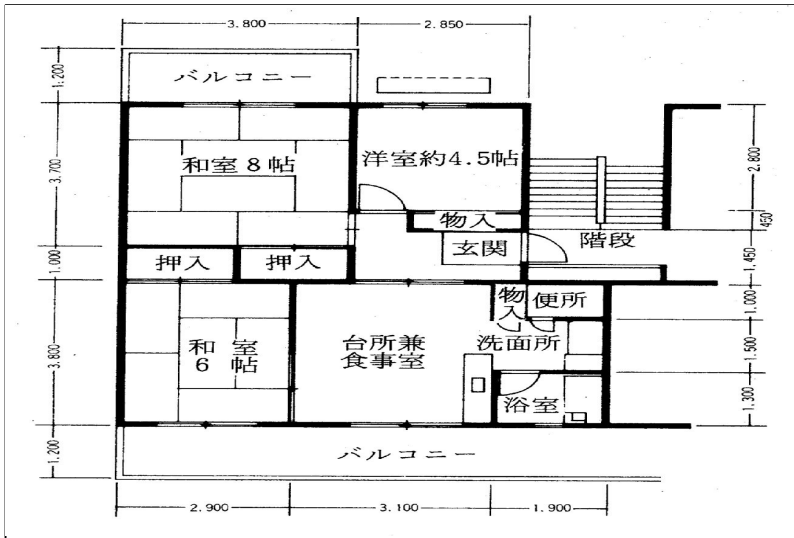 3.800
2.850
バルコニー
1.200
和室8帖
洋室約4.5帖
3.700
2.800
物入
450
玄関
階段
1.450
押入
押入
1.000
物入
便所
1.000
和室
6帖
台所兼
食事室
洗面所
3.800
1.500
浴室
1.300
バルコニー
1.200
2.900
3.100
1.900